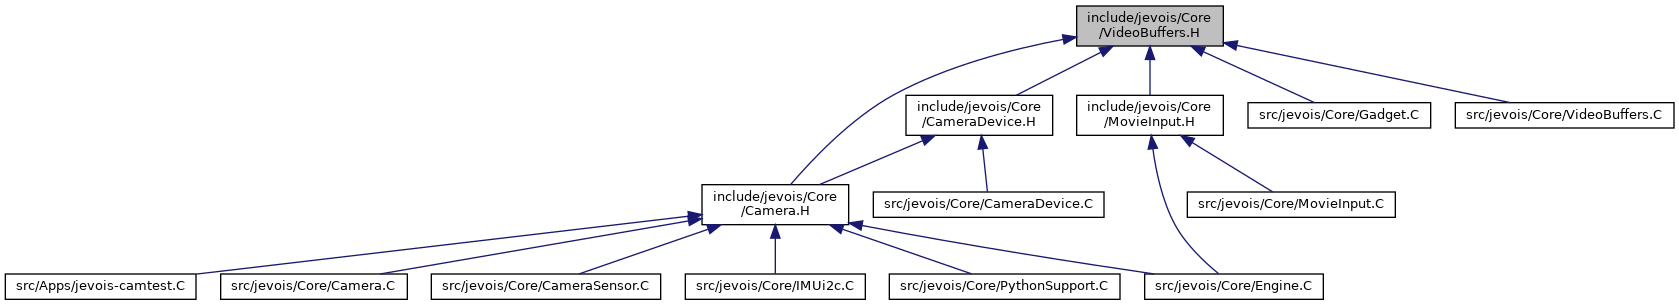 include/jevois/Core
/VideoBuffers.H
include/jevois/Core
/CameraDevice.H
include/jevois/Core
/MovieInput.H
src/jevois/Core/Gadget.C
src/jevois/Core/VideoBuffers.C
include/jevois/Core
/Camera.H
src/jevois/Core/CameraDevice.C
src/jevois/Core/MovieInput.C
src/Apps/jevois-camtest.C
src/jevois/Core/Camera.C
src/jevois/Core/CameraSensor.C
src/jevois/Core/IMUi2c.C
src/jevois/Core/PythonSupport.C
src/jevois/Core/Engine.C